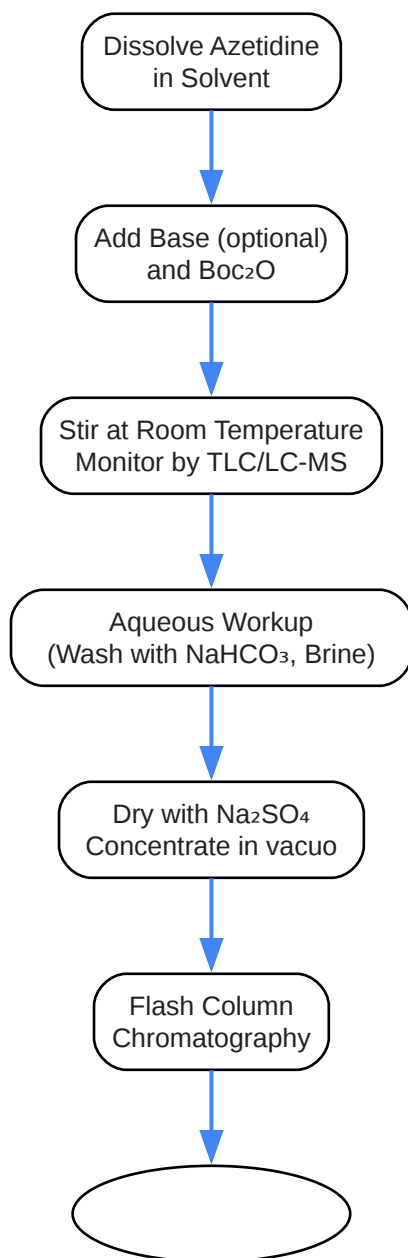 Dissolve Azetidine
in Solvent
Add Base (optional)
and Boc₂O
Stir at Room Temperature
Monitor by TLC/LC-MS
Aqueous Workup
(Wash with NaHCO₃, Brine)
Dry with Na₂SO₄
Concentrate in vacuo
Flash Column
Chromatography